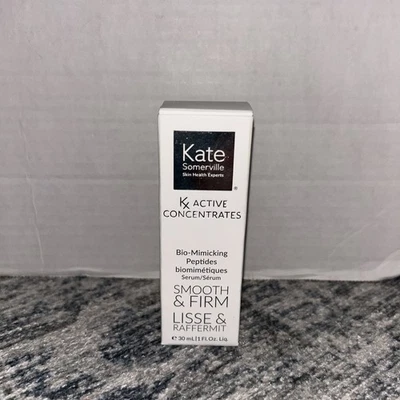 Kate
Somerville
Skin Health Experts
®
Kx ACTIVE
CONCENTRATES
Bio-Mimicking
Peptides
biomimétiques
Serum/Sérum
SMOOTH
& FIRM
LISSE &
RAFFERMIT
℮ 30 mL | 1 Fl. Oz. Liq.